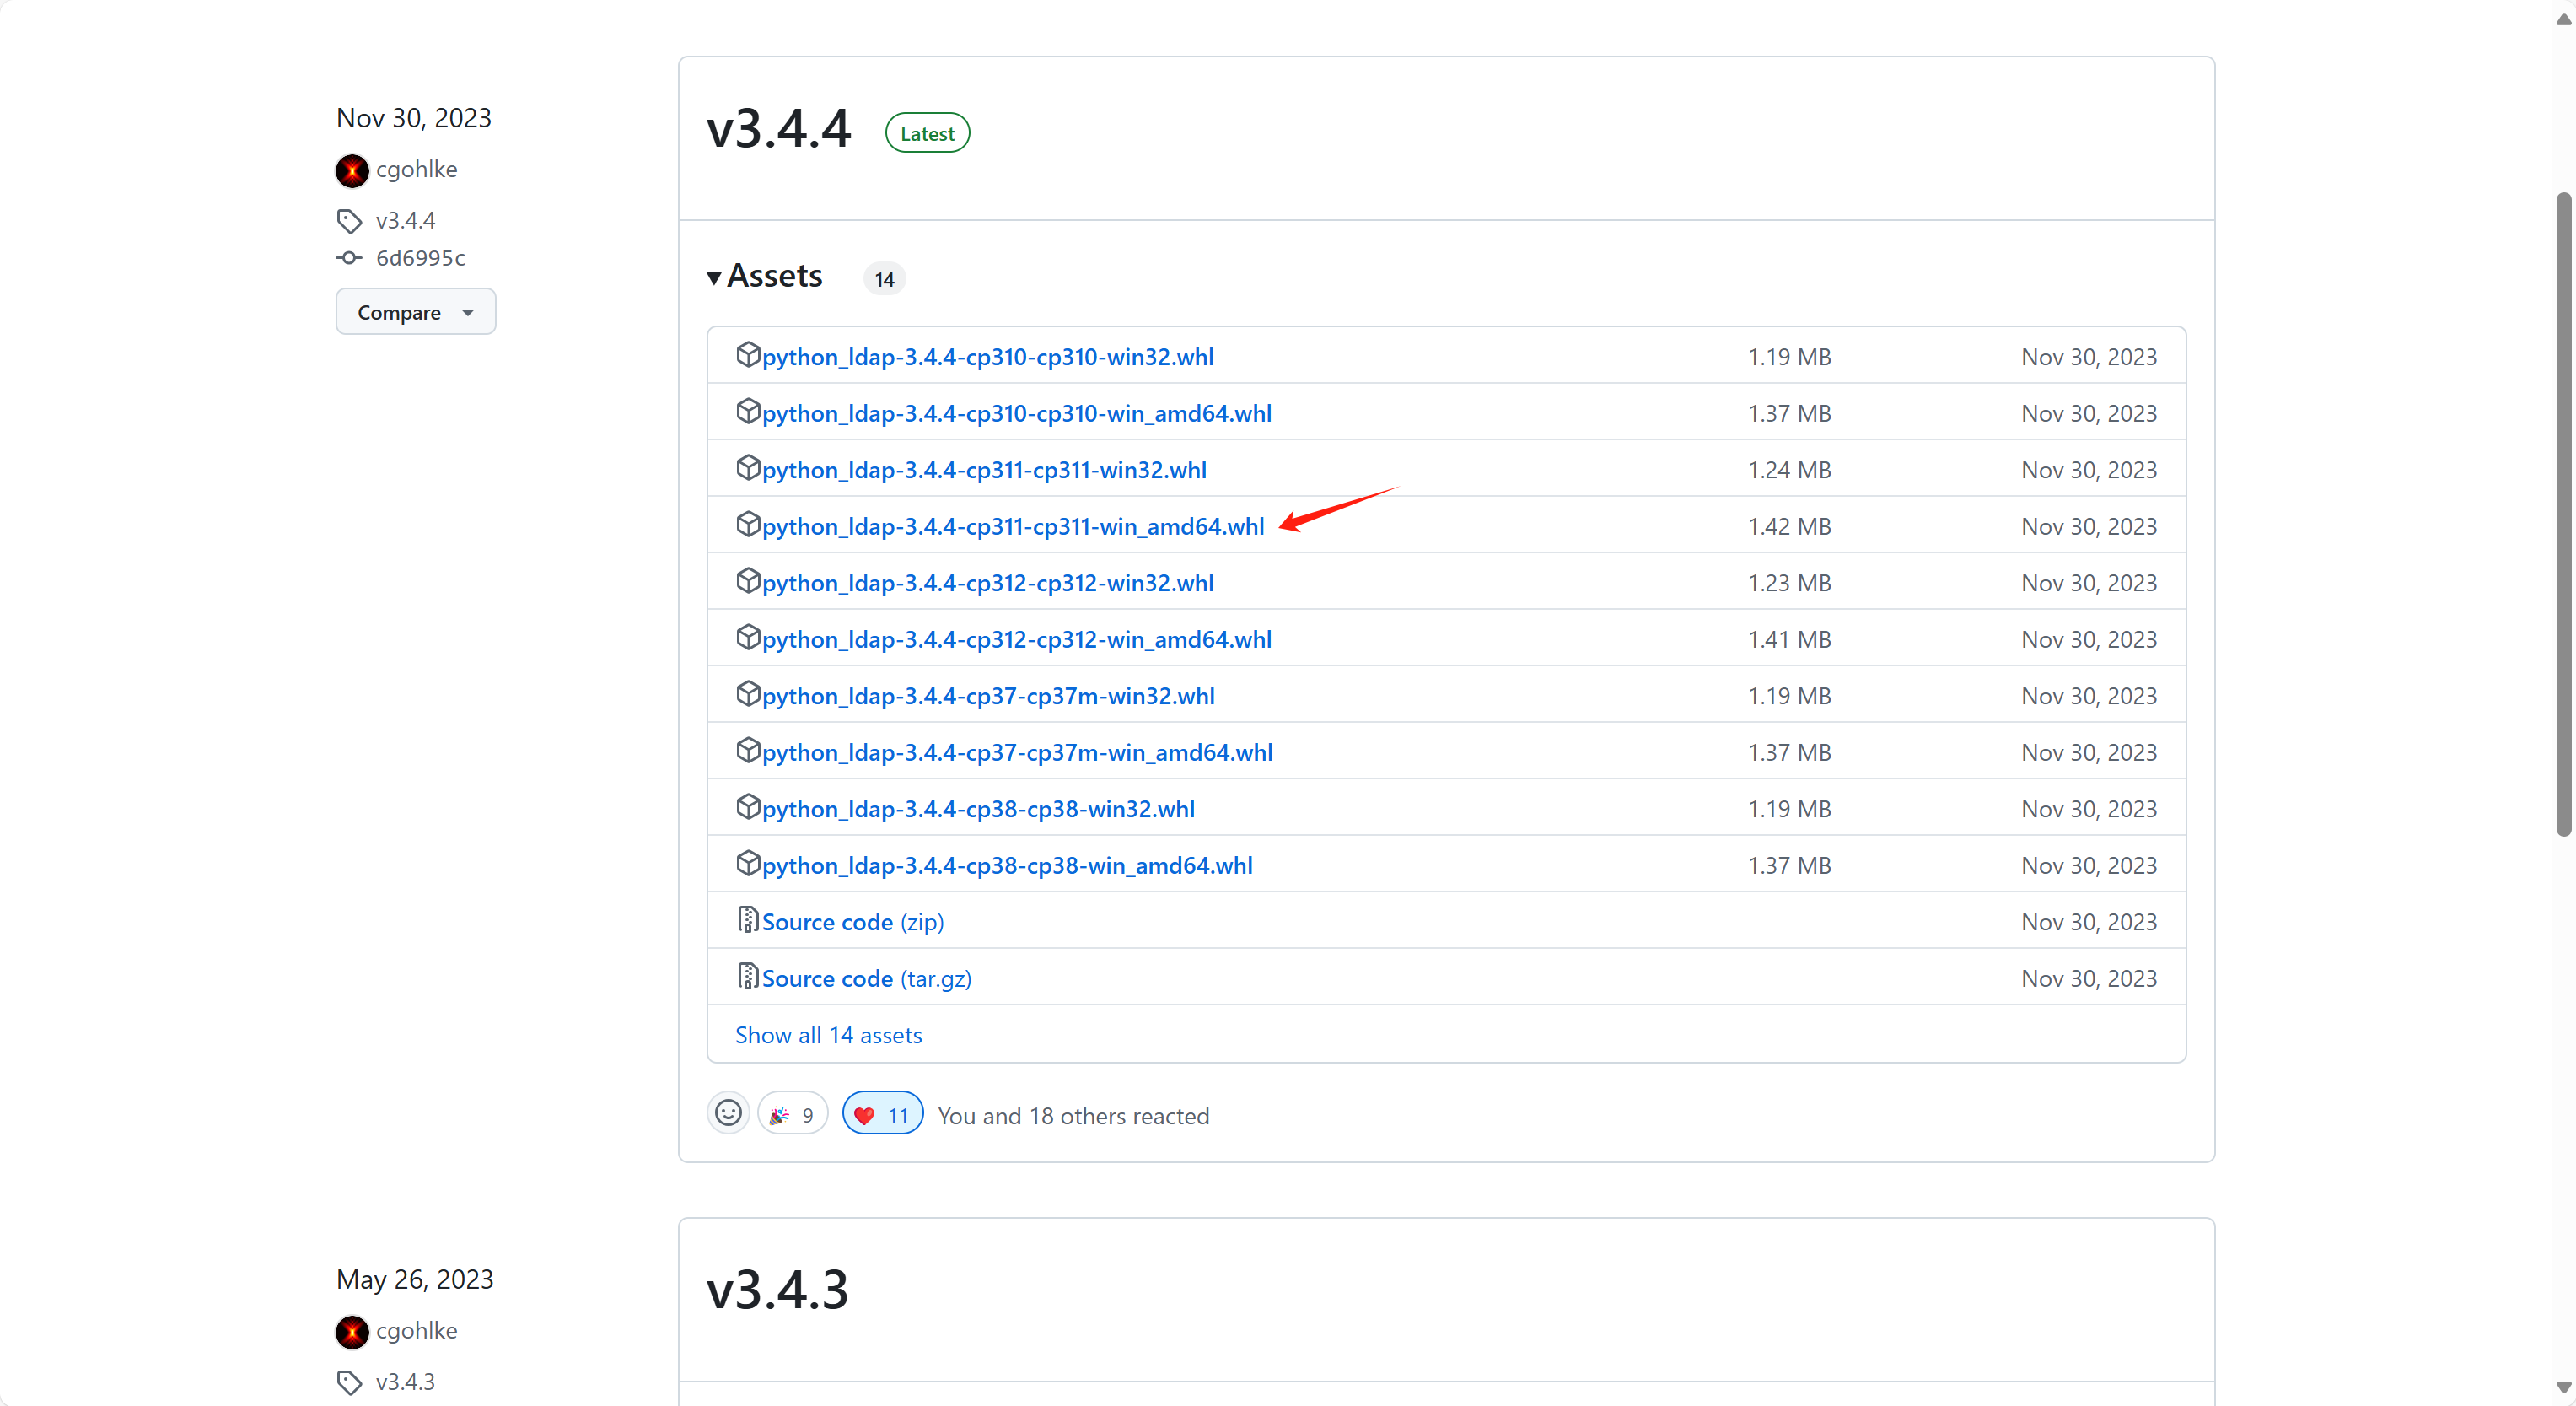 Nov 30, 2023
cgohlke
v3.4.4
6d6995c
Compare
v3.4.4 Latest
Assets 14
python_ldap-3.4.4-cp310-cp310-win32.whl 1.19 MB Nov 30, 2023
python_ldap-3.4.4-cp310-cp310-win_amd64.whl 1.37 MB Nov 30, 2023
python_ldap-3.4.4-cp311-cp311-win32.whl 1.24 MB Nov 30, 2023
python_ldap-3.4.4-cp311-cp311-win_amd64.whl 1.42 MB Nov 30, 2023
python_ldap-3.4.4-cp312-cp312-win32.whl 1.23 MB Nov 30, 2023
python_ldap-3.4.4-cp312-cp312-win_amd64.whl 1.41 MB Nov 30, 2023
python_ldap-3.4.4-cp37-cp37m-win32.whl 1.19 MB Nov 30, 2023
python_ldap-3.4.4-cp37-cp37m-win_amd64.whl 1.37 MB Nov 30, 2023
python_ldap-3.4.4-cp38-cp38-win32.whl 1.19 MB Nov 30, 2023
python_ldap-3.4.4-cp38-cp38-win_amd64.whl 1.37 MB Nov 30, 2023
Source code (zip) Nov 30, 2023
Source code (tar.gz) Nov 30, 2023
Show all 14 assets
9 11 You and 18 others reacted
May 26, 2023
cgohlke
v3.4.3
v3.4.3